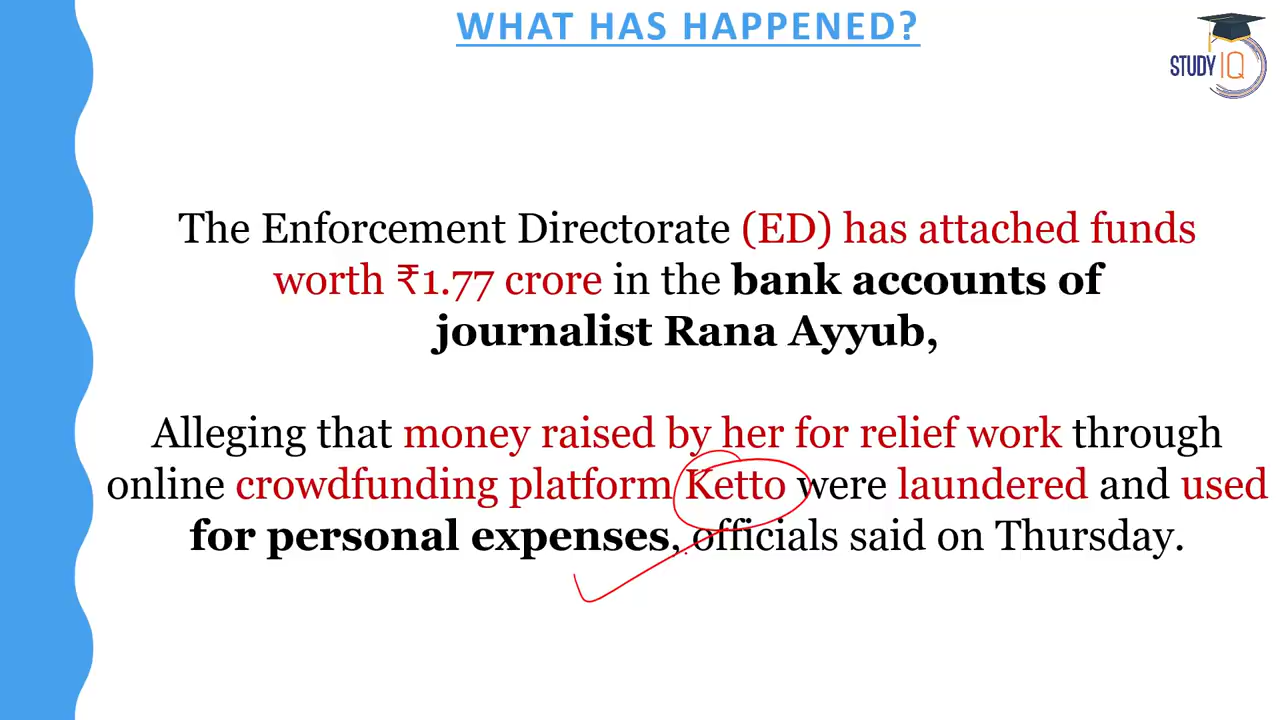 WHAT HAS HAPPENED?
STUDY IQ
The Enforcement Directorate (ED) has attached funds
worth ₹1.77 crore in the bank accounts of
journalist Rana Ayyub,
Alleging that money raised by her for relief work through
online crowdfunding platform Ketto were laundered and used
for personal expenses, officials said on Thursday.